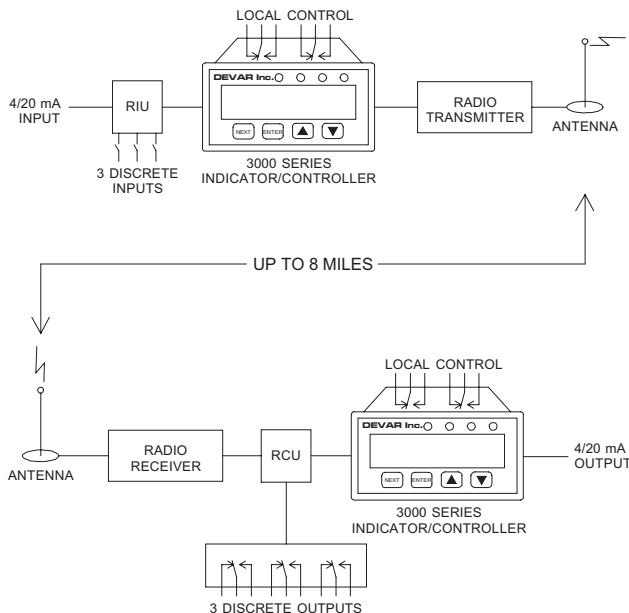 LOCAL CONTROL
DEVAR Inc.
4/20 mA
INPUT
RIU
NEXT
ENTER
RADIO
TRANSMITTER
ANTENNA
3 DISCRETE
INPUTS
3000 SERIES
INDICATOR/CONTROLLER
UP TO 8 MILES
LOCAL CONTROL
DEVAR Inc.
ANTENNA
RADIO
RECEIVER
RCU
NEXT
ENTER
4/20 mA
OUTPUT
3000 SERIES
INDICATOR/CONTROLLER
3 DISCRETE OUTPUTS